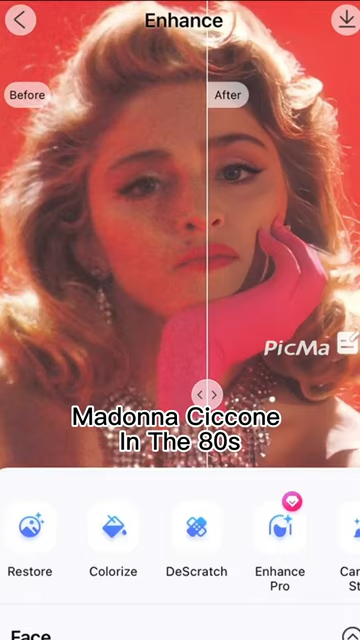 Enhance
Before
After
PicMa
Madonna Ciccone
In The 80s
Restore
Colorize
DeScratch
Enhance
Pro
Face